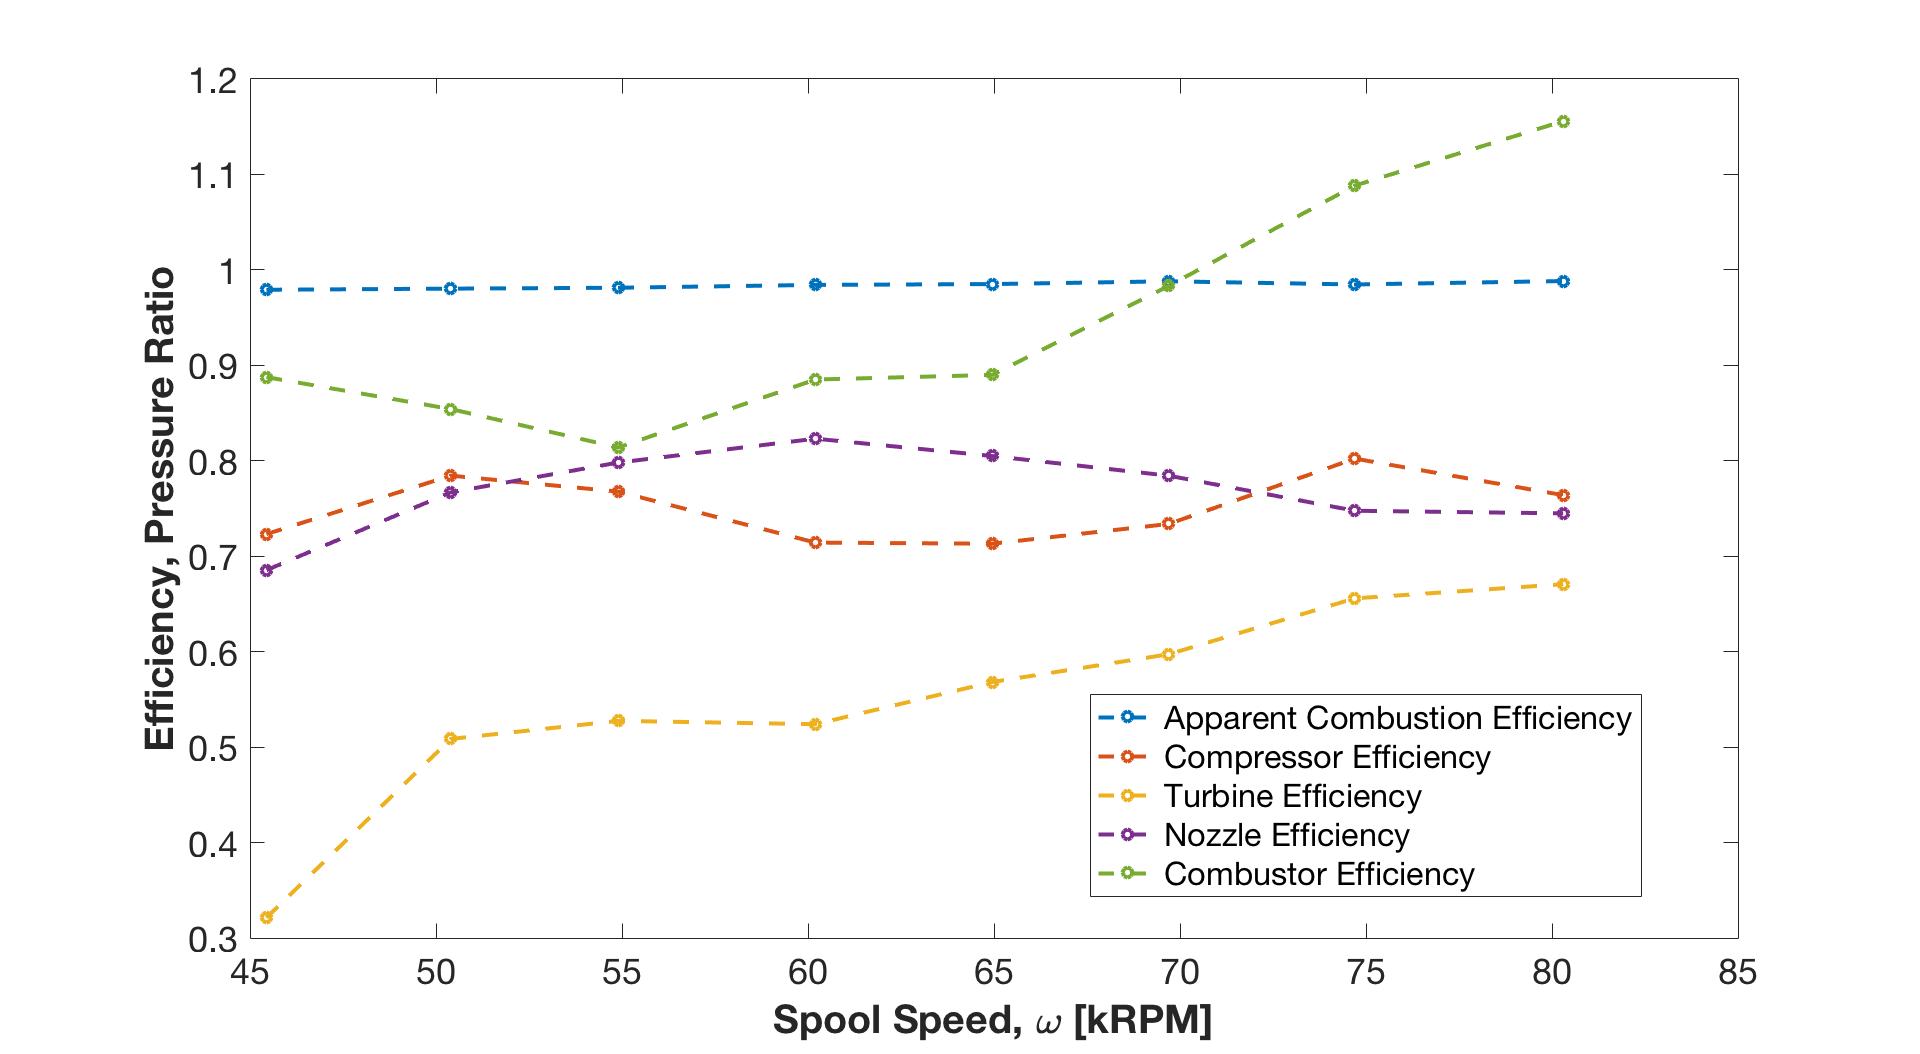 1.2
1.1
1
0.9
0.8
0.7
0.6
0.5
0.4
0.3
Efficiency, Pressure Ratio
Apparent Combustion Efficiency
Compressor Efficiency
Turbine Efficiency
Nozzle Efficiency
Combustor Efficiency
45 50 55 60 65 70 75 80 85
Spool Speed, ω [kRPM]